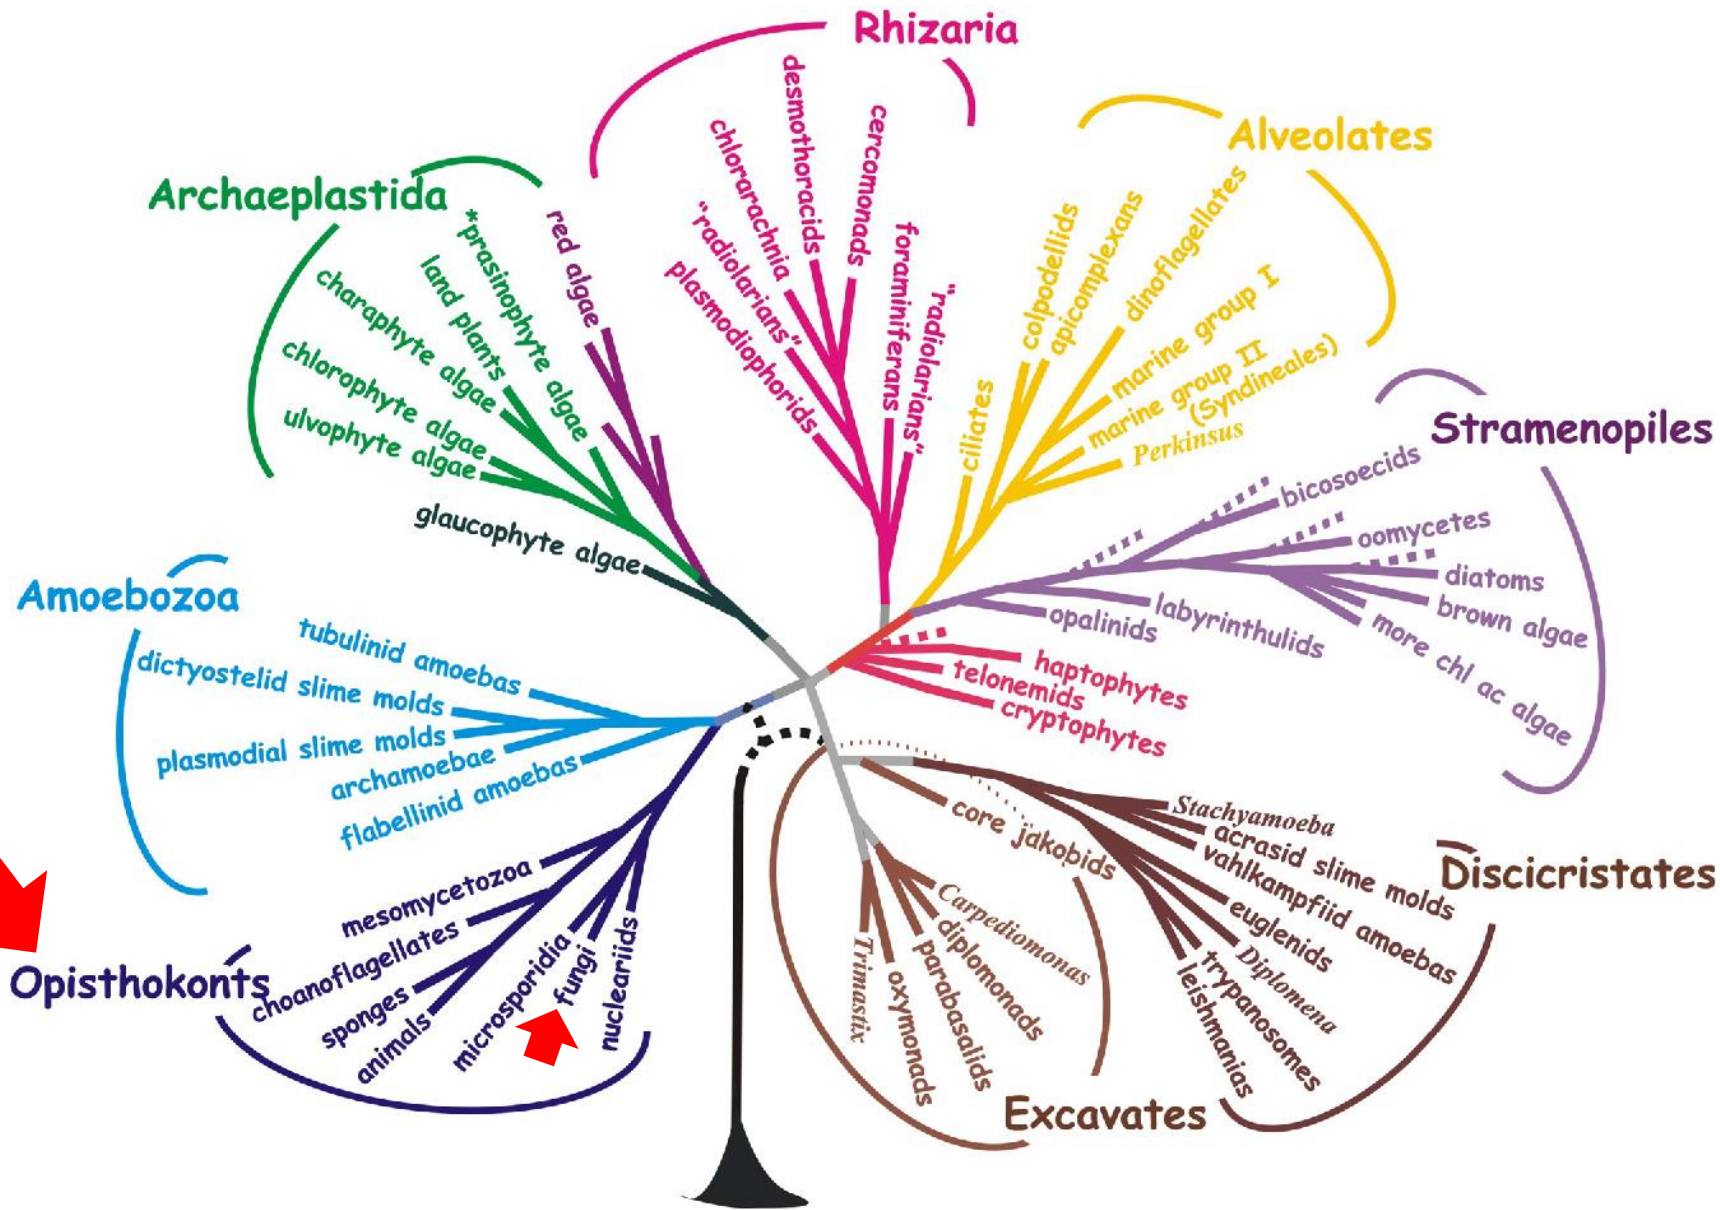 Rhizaria
desmothoracids
cercomonads
chlorarachnia
"radiolarians"
plasmodiophorids
foraminiferans
"radiolarians"
Alveolates
colpodellids
apicomplexans
dinoflagellates
marine group I
marine group II
(Syndineales)
Perkinsus
ciliates
Archaeplastida
red algae
*prasinophyte algae
land plants
charaphyte algae
chlorophyte algae
ulvophyte algae
glaucophyte algae
Stramenopiles
bicosoecids
oomycetes
diatoms
brown algae
more chl ac algae
labyrinthulids
opalinids
haptophytes
telonemids
cryptophytes
Amoebozoa
tubulinid amoebas
dictyostelid slime molds
plasmodial slime molds
archamoebae
flabellinid amoebas
Discicristates
Stachyamoeba
acrasid slime molds
vahlkampfiid amoebas
euglenids
Diplomena
trypanosomes
leishmanias
core jakobids
Opisthokonts
mesomycetozoa
choanoflagellates
sponges
animals
microsporidia
fungi
nucleariids
Excavates
Carpediomonas
diplomonads
parabasalids
oxymonads
Trimastix